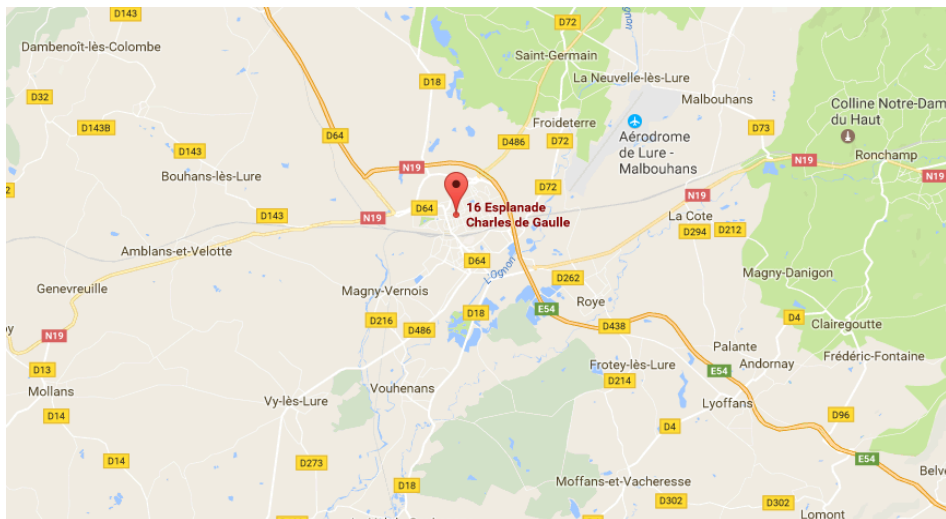 D143
D72
Ognon
Dambenoît-lès-Colombe
Saint-Germain
La Neuvelle-lès-Lure
D18
D32
Malbouhans
Colline Notre-Dam
du Haut
D143B
D64
D486
Froideterre
D72
D73
Aérodrome
de Lure -
Malbouhans
D143
Ronchamp
N19
N19
Bouhans-lès-Lure
N19
D72
N19
D64
16 Esplanade
Charles de Gaulle
D143
N19
La Cote
D294
D212
Amblans-et-Velotte
D64
L'Ognon
D262
Magny-Danigon
Genevreuille
Magny-Vernois
Roye
E54
D18
D216
D486
D438
D4
Clairegoutte
N19
Palante
Frédéric-Fontaine
D13
Frotey-lès-Lure
Andornay
E54
D214
Mollans
Vouhenans
Vy-lès-Lure
Lyoffans
D14
D4
D96
D14
D273
E54
Belv
D18
Moffans-et-Vacheresse
D302
D302
Lomont